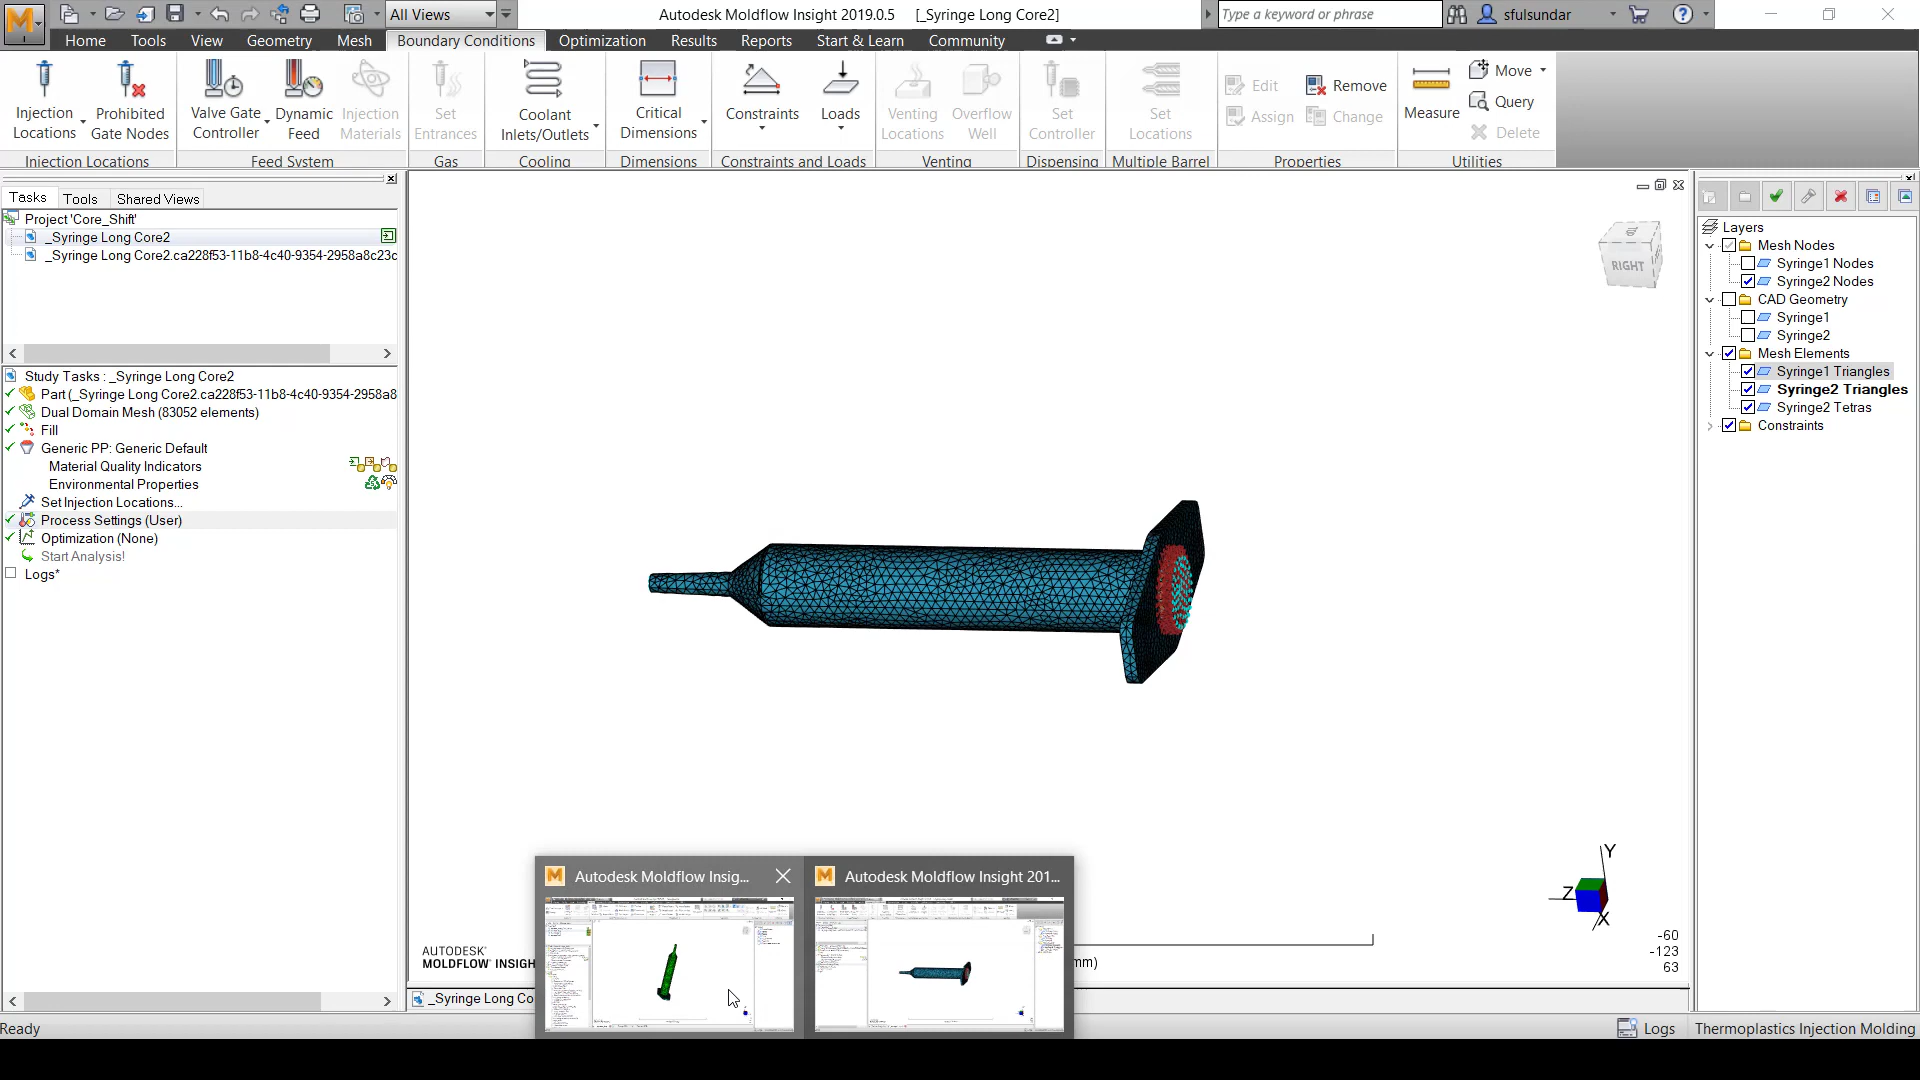 All Views
Autodesk Moldflow Insight 2019.0.5 [_Syringe Long Core2]
Type a keyword or phrase
sfulsundar
Home Tools View Geometry Mesh Boundary Conditions Optimization Results Reports Start & Learn Community
Injection Locations
Prohibited Gate Nodes
Valve Gate Controller
Dynamic Feed
Injection Materials
Set Entrances
Coolant Inlets/Outlets
Critical Dimensions
Constraints
Loads
Venting Locations
Overflow Well
Set Controller
Set Locations
Edit
Remove
Assign
Change
Measure
Move
Query
Delete
Injection Locations
Feed System
Gas
Cooling
Dimensions
Constraints and Loads
Venting
Dispensing
Multiple Barrel
Properties
Utilities
Tasks Tools Shared Views
Project 'Core_Shift'
_Syringe Long Core2
_Syringe Long Core2.ca228f53-11b8-4c40-9354-2958a8c23c
Study Tasks : _Syringe Long Core2
Part (_Syringe Long Core2.ca228f53-11b8-4c40-9354-2958a8
Dual Domain Mesh (83052 elements)
Fill
Generic PP: Generic Default
Material Quality Indicators
Environmental Properties
Set Injection Locations...
Process Settings (User)
Optimization (None)
Start Analysis!
Logs*
RIGHT
Layers
Mesh Nodes
Syringe1 Nodes
Syringe2 Nodes
CAD Geometry
Syringe1
Syringe2
Mesh Elements
Syringe1 Triangles
Syringe2 Triangles
Syringe2 Tetras
Constraints
Y
Z
X
-60
-123
63
AUTODESK®
MOLDFLOW® INSIGH
mm)
_Syringe Long Co
Autodesk Moldflow Insig...
Autodesk Moldflow Insight 201...
Ready
Logs
Thermoplastics Injection Molding